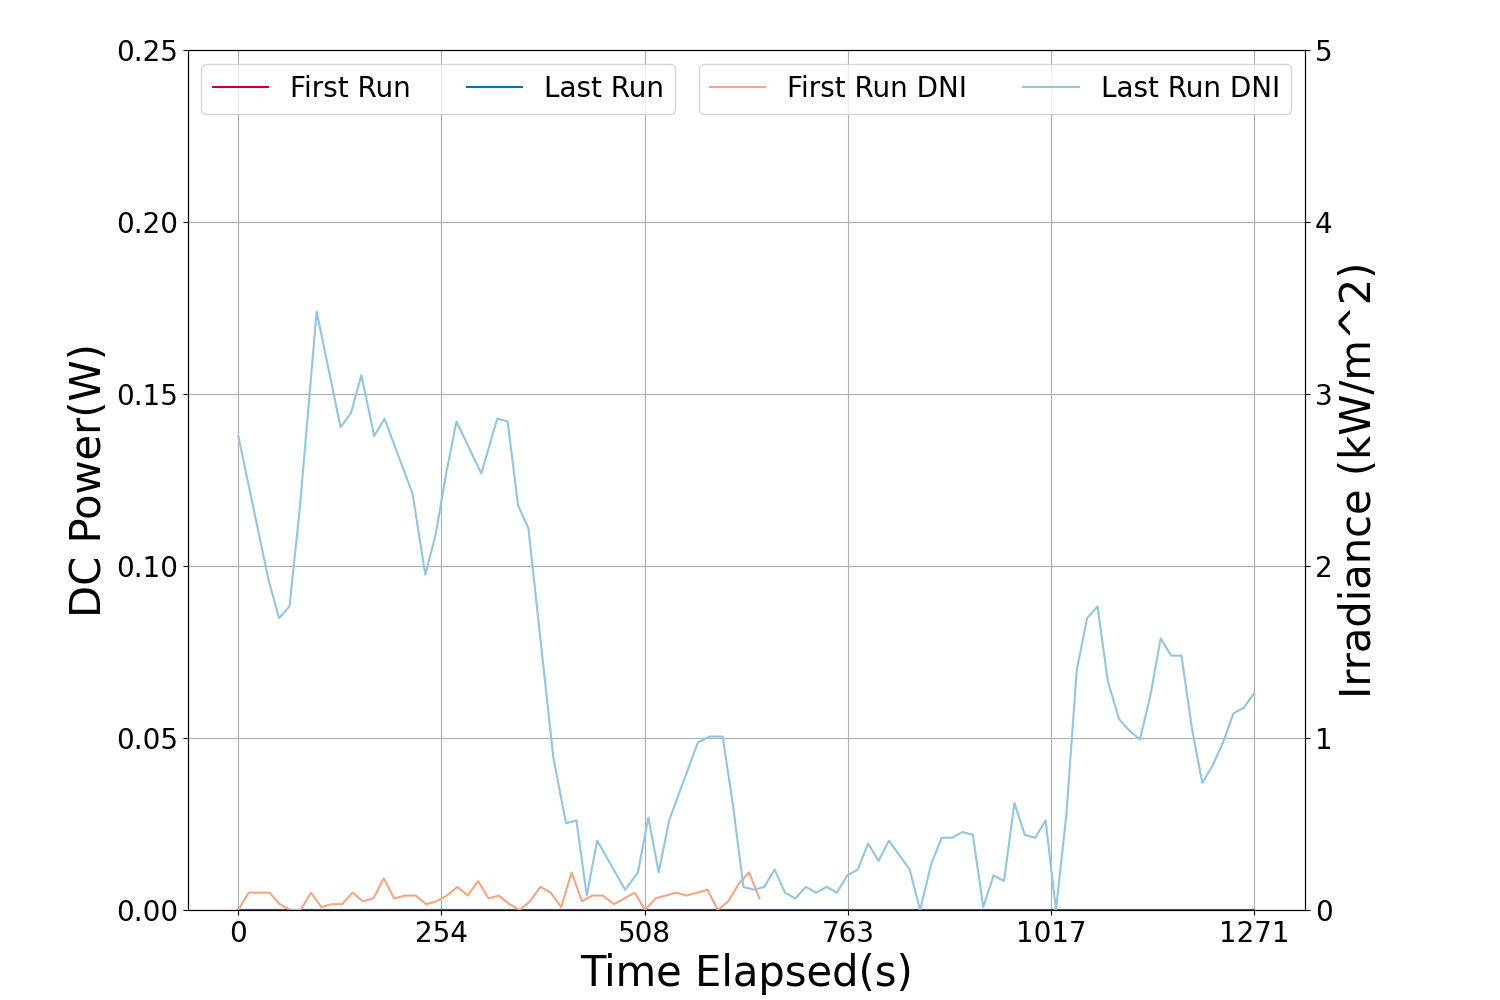 First Run
Last Run
First Run DNI
Last Run DNI
DC Power(W)
0.25
0.20
0.15
0.10
0.05
0.00
5
4
3
2
1
0
Irradiance (kW/m^2)
0 254 508 763 1017 1271
Time Elapsed(s)